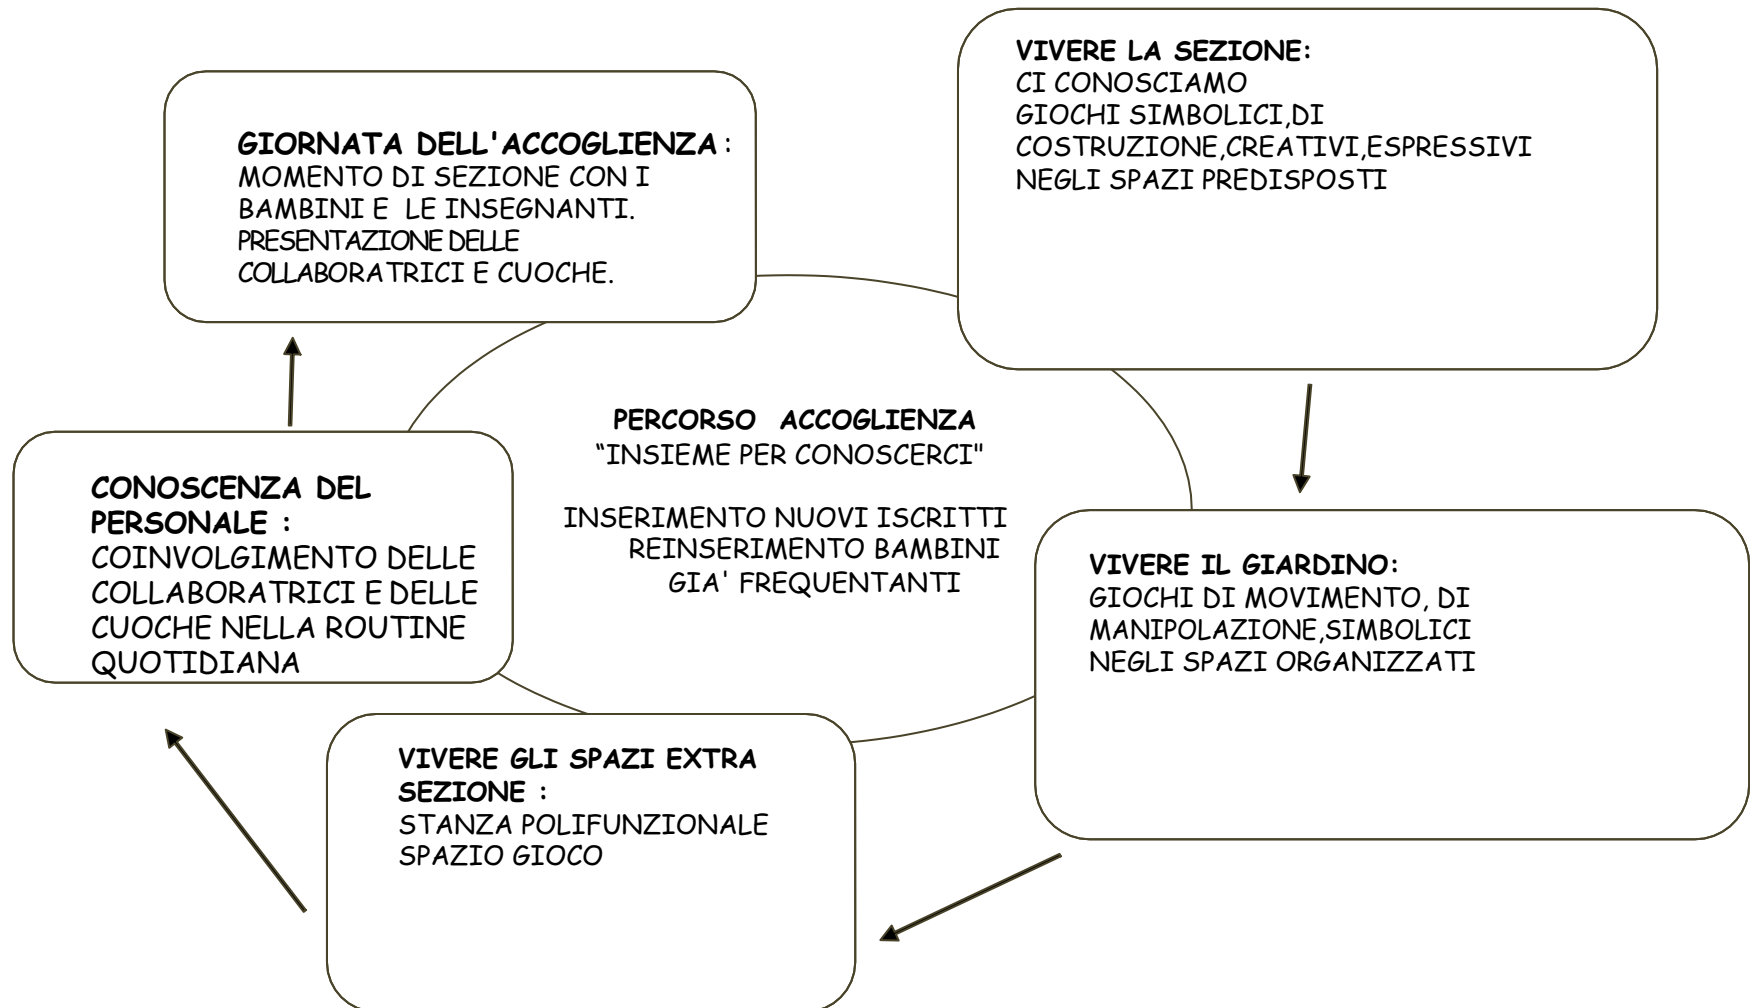 VIVERE LA SEZIONE:
CI CONOSCIAMO
GIOCHI SIMBOLICI,DI
COSTRUZIONE,CREATIVI,ESPRESSIVI
NEGLI SPAZI PREDISPOSTI
GIORNATA DELL'ACCOGLIENZA :
MOMENTO DI SEZIONE CON I
BAMBINI E LE INSEGNANTI.
PRESENTAZIONE DELLE
COLLABORATRICI E CUOCHE.
PERCORSO ACCOGLIENZA
“INSIEME PER CONOSCERCI"
INSERIMENTO NUOVI ISCRITTI
REINSERIMENTO BAMBINI
GIA' FREQUENTANTI
CONOSCENZA DEL
PERSONALE :
COINVOLGIMENTO DELLE
COLLABORATRICI E DELLE
CUOCHE NELLA ROUTINE
QUOTIDIANA
VIVERE IL GIARDINO:
GIOCHI DI MOVIMENTO, DI
MANIPOLAZIONE,SIMBOLICI
NEGLI SPAZI ORGANIZZATI
VIVERE GLI SPAZI EXTRA
SEZIONE :
STANZA POLIFUNZIONALE
SPAZIO GIOCO